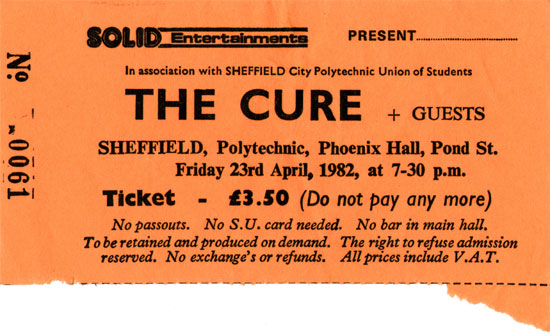 SOLID Entertainments PRESENT..................
In association with SHEFFIELD City Polytechnic Union of Students
THE CURE + GUESTS
SHEFFIELD, Polytechnic, Phoenix Hall, Pond St.
Friday 23rd April, 1982, at 7-30 p.m.
Ticket - £3.50 (Do not pay any more)
No passouts. No S.U. card needed. No bar in main hall.
To be retained and produced on demand. The right to refuse admission
reserved. No exchange's or refunds. All prices include V.A.T.
No. 0061